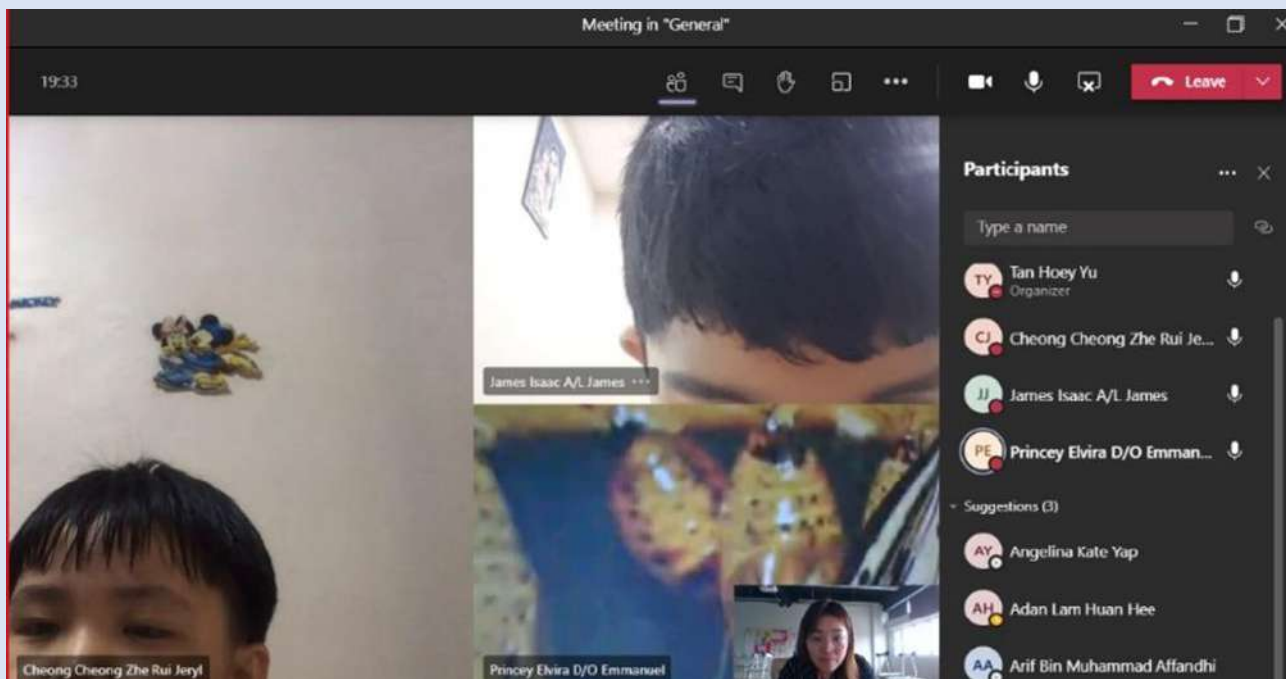 Meeting in "General"
19:33
Leave
James Isaac A/L James
Cheong Cheong Zhe Rui Jeryl
Princey Elvira D/O Emmanuel
Participants
Type a name
TY Tan Hoey Yu
Organizer
CJ Cheong Cheong Zhe Rui Je...
JJ James Isaac A/L James
PE Princey Elvira D/O Emman...
Suggestions (3)
AY Angelina Kate Yap
AH Adan Lam Huan Hee
AA Arif Bin Muhammad Affandhi